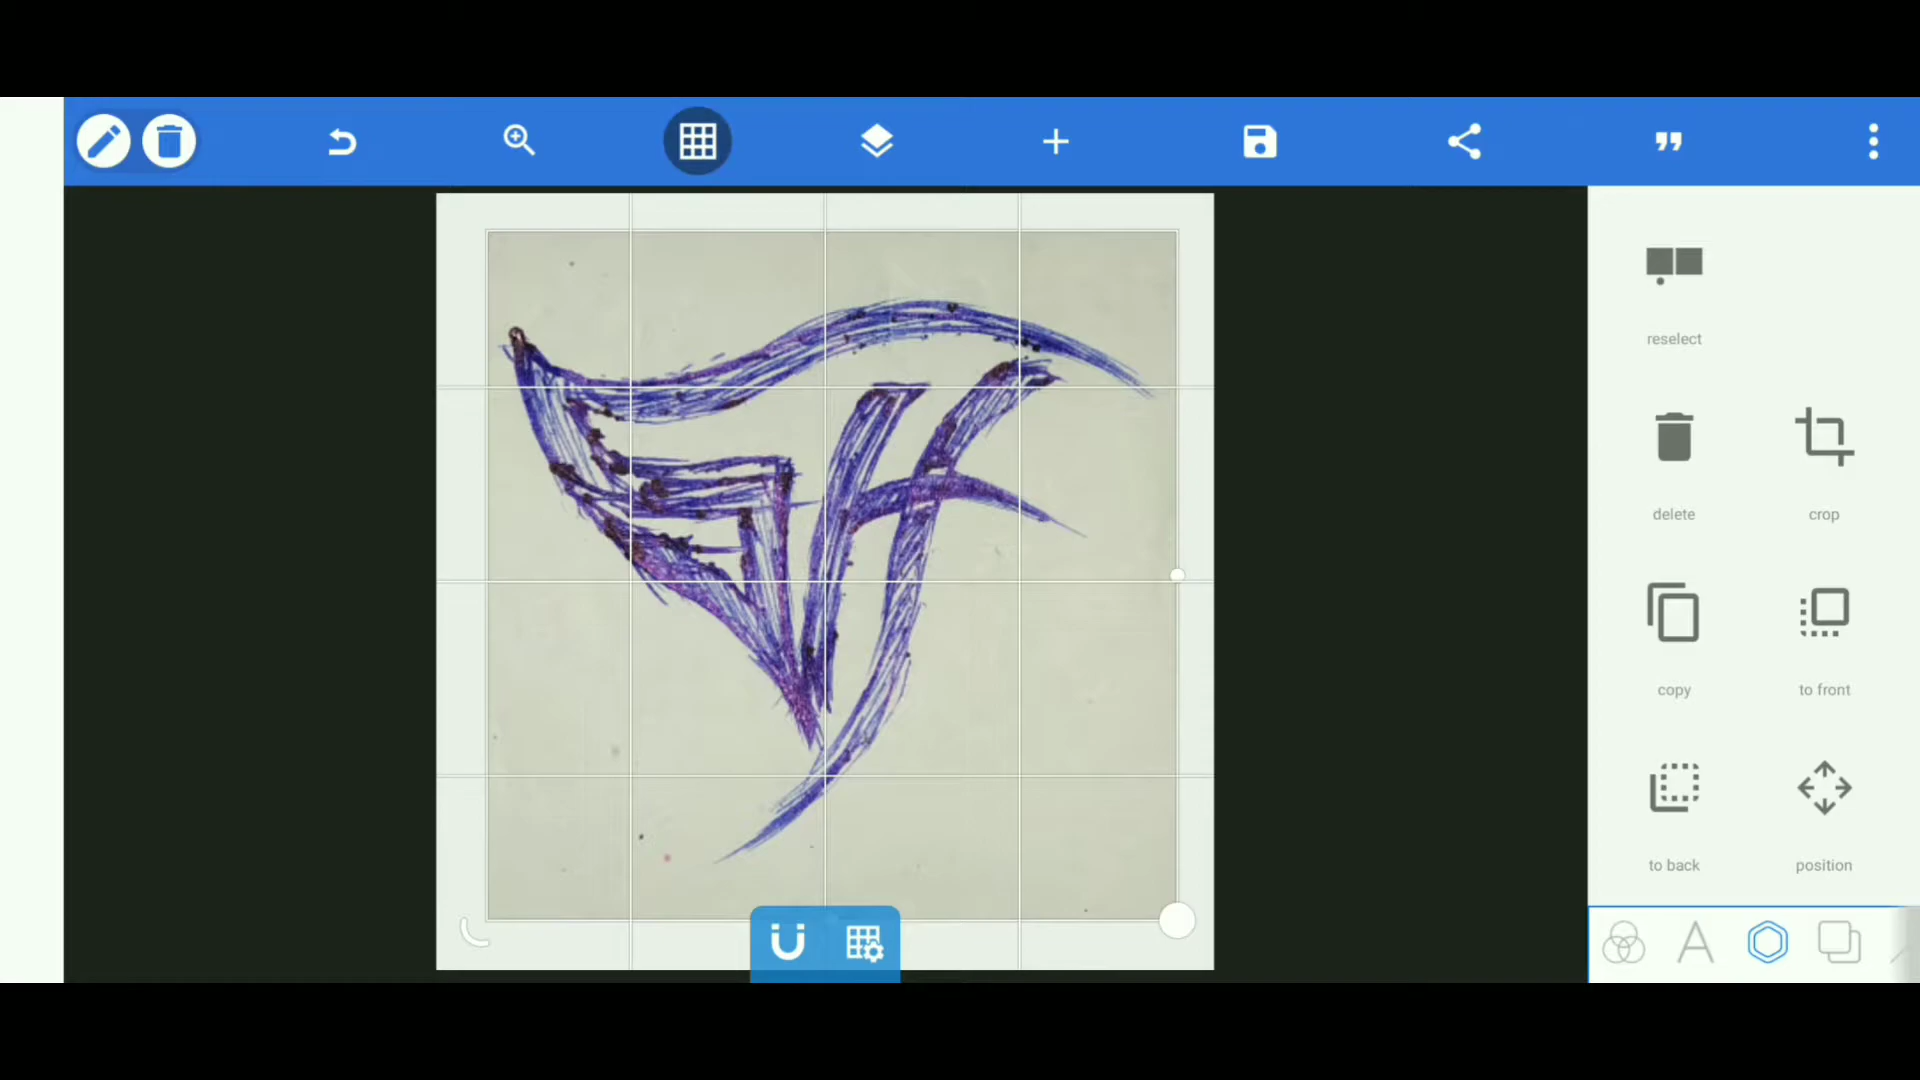 reselect
delete
crop
copy
to front
to back
position